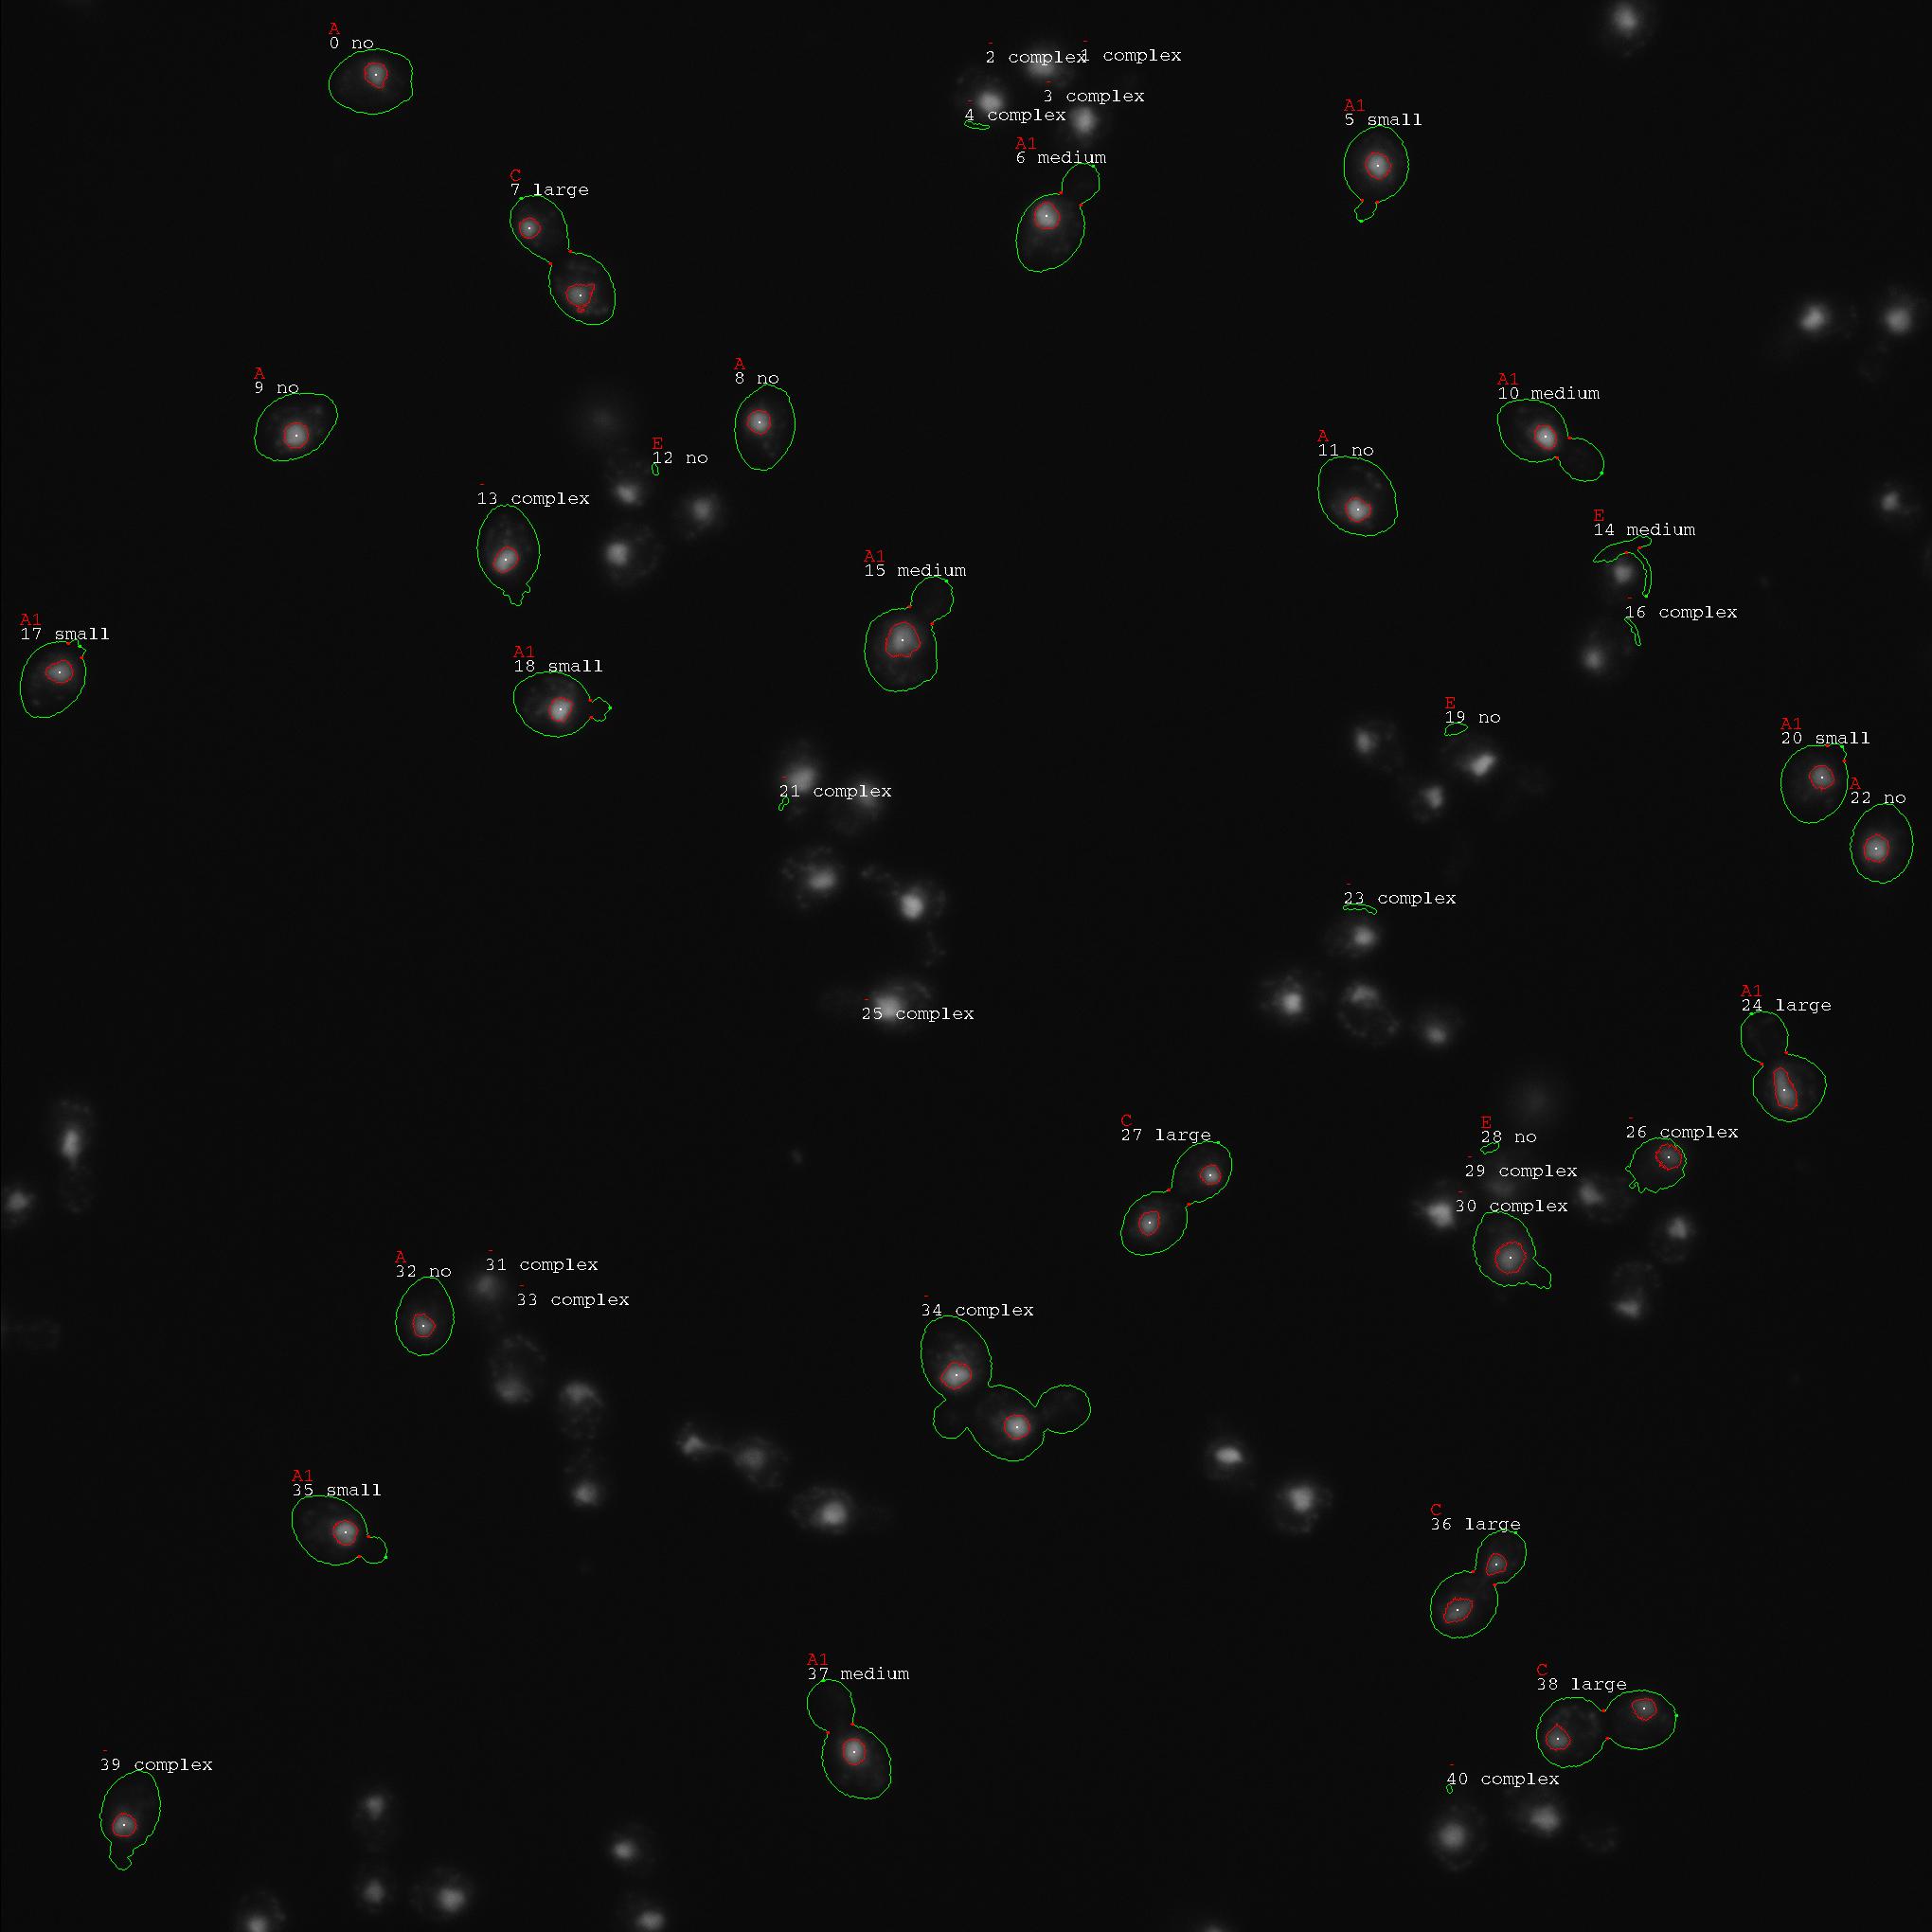 A
0 no
-
2 complex
-
1 complex
-
3 complex
-
4 complex
A1
5 small
A1
6 medium
C
7 large
A
8 no
A
9 no
A1
10 medium
A
11 no
E
12 no
-
13 complex
E
14 medium
A1
15 medium
-
16 complex
A1
17 small
A1
18 small
E
19 no
A1
20 small
-
21 complex
A
22 no
-
23 complex
A1
24 large
-
25 complex
-
26 complex
C
27 large
E
28 no
-
29 complex
-
30 complex
-
31 complex
A
32 no
-
33 complex
-
34 complex
A1
35 small
C
36 large
A1
37 medium
C
38 large
-
39 complex
-
40 complex